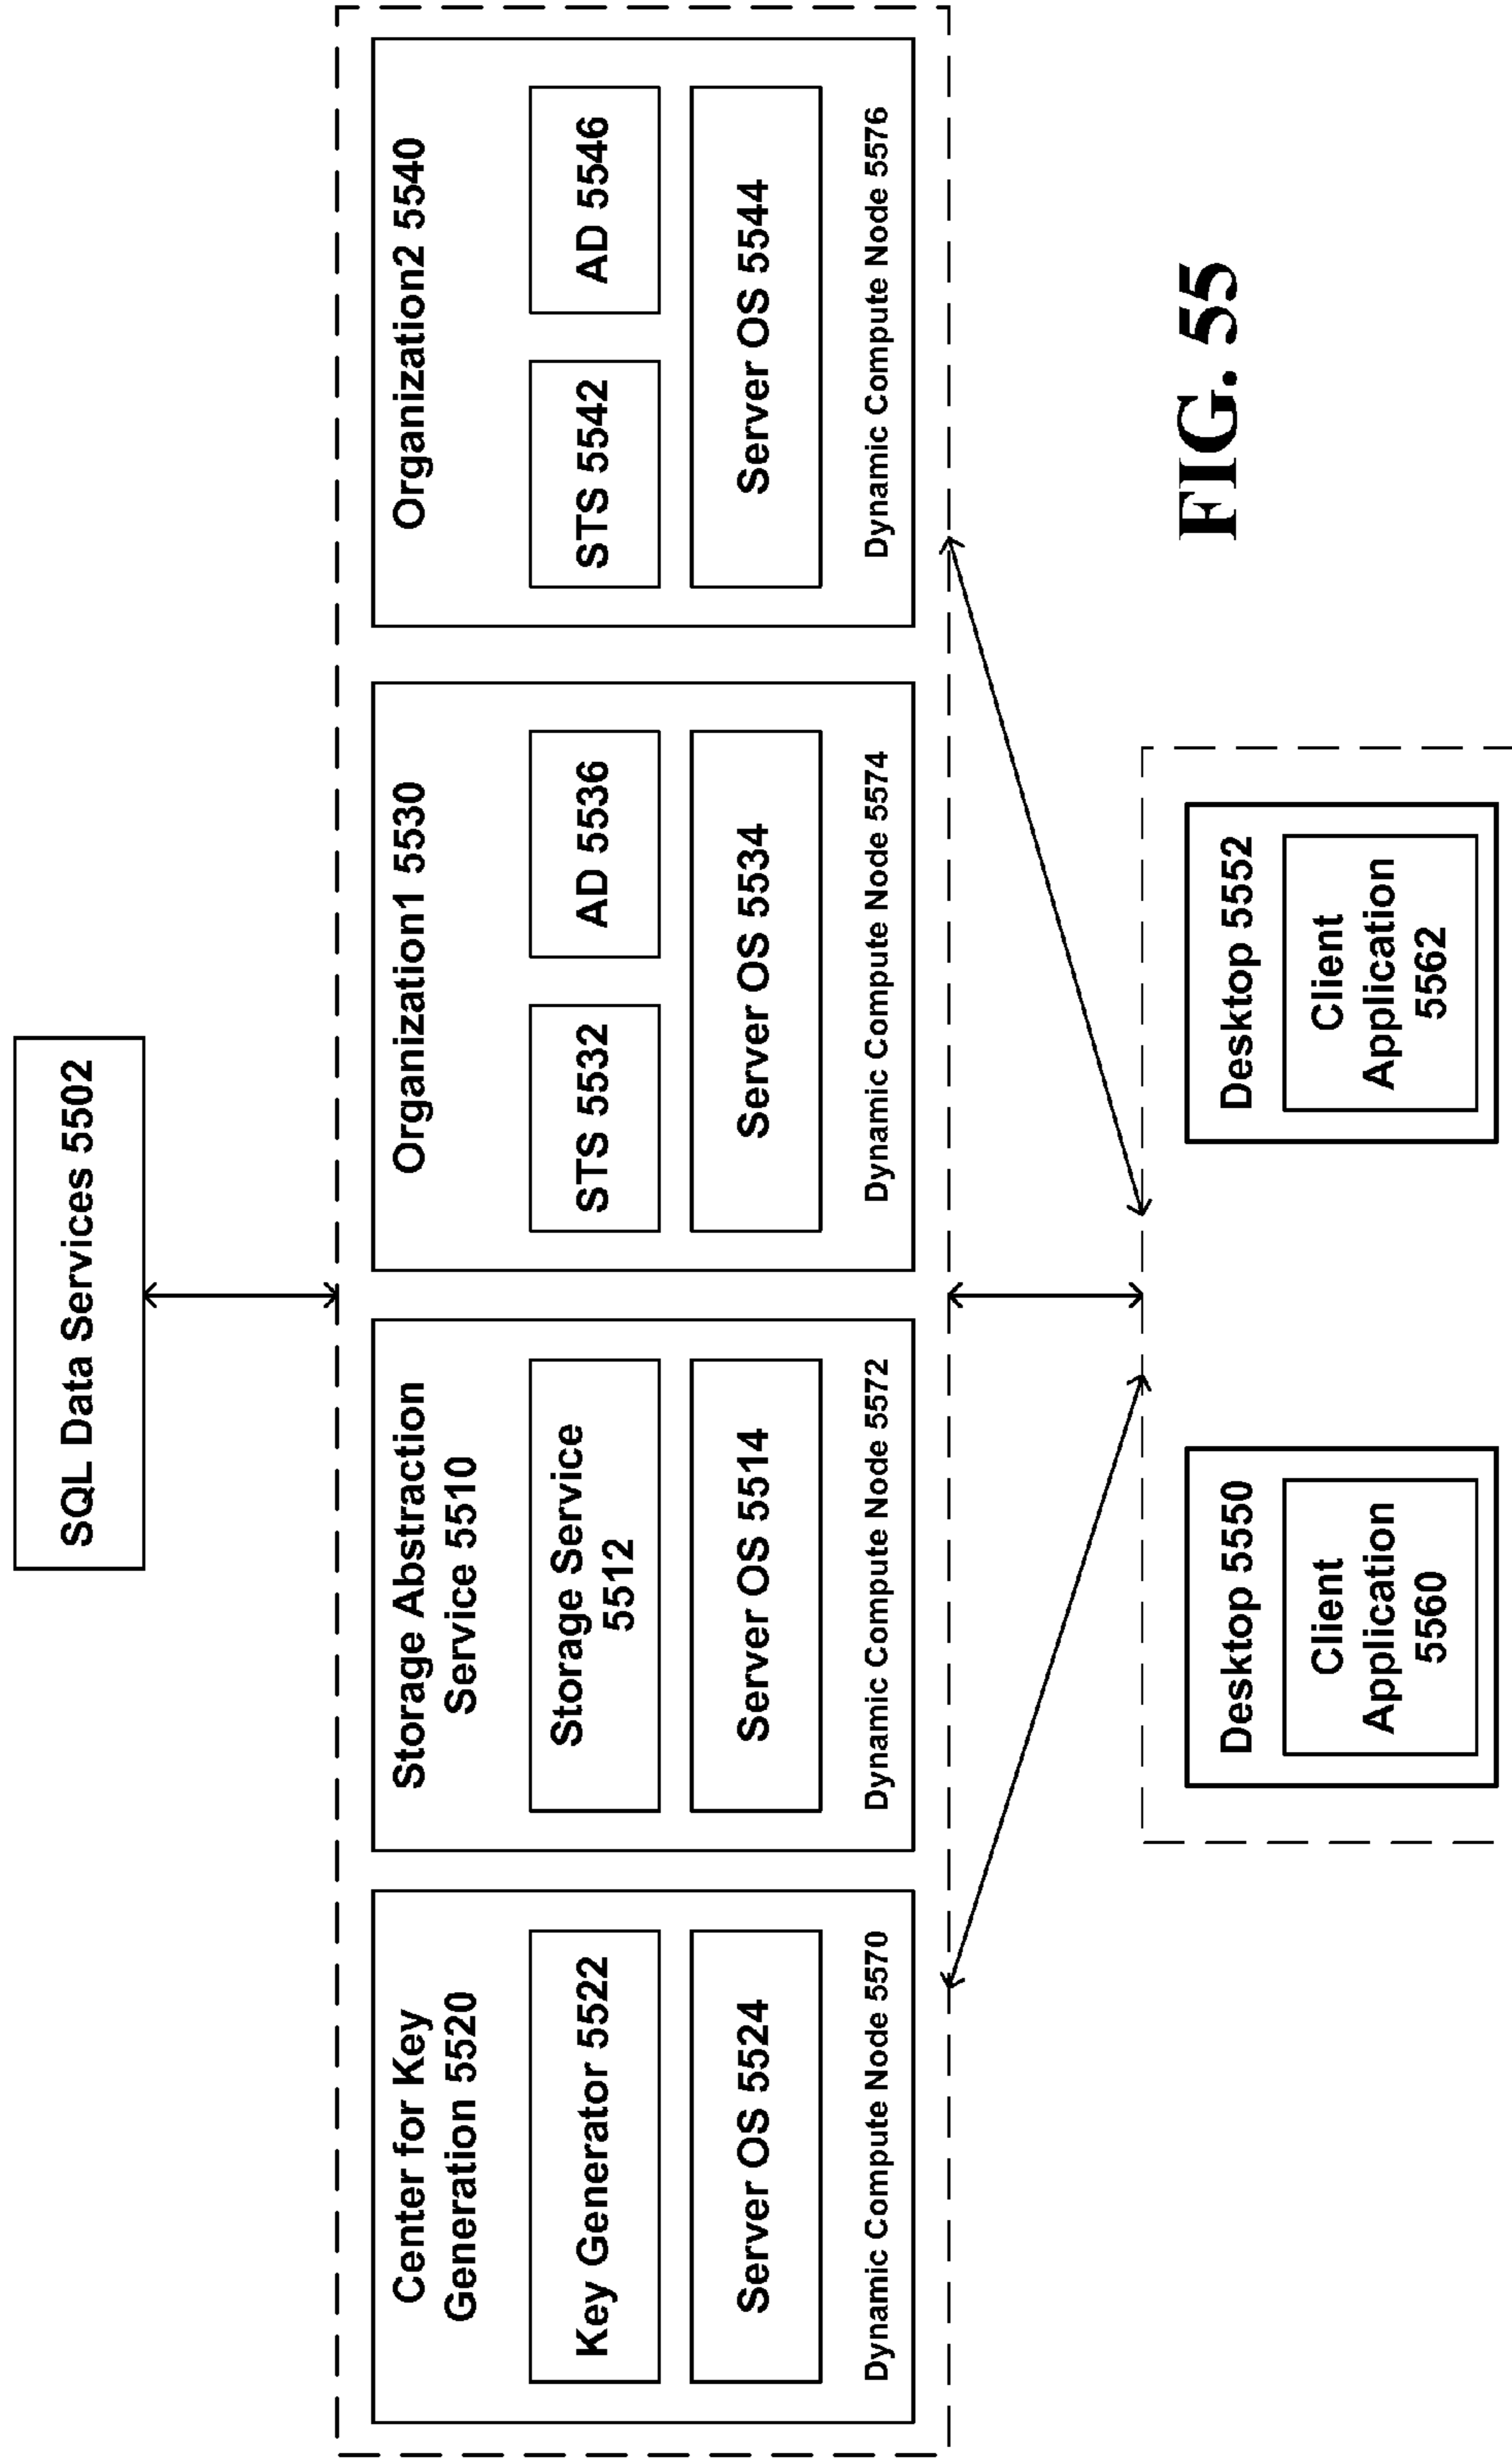 SQL Data Services 5502
Center for Key
Generation 5520
Key Generator 5522
Server OS 5524
Dynamic Compute Node 5570
Storage Abstraction
Service 5510
Storage Service
5512
Server OS 5514
Dynamic Compute Node 5572
Organization1 5530
STS 5532
AD 5536
Server OS 5534
Dynamic Compute Node 5574
Organization2 5540
STS 5542
AD 5546
Server OS 5544
Dynamic Compute Node 5576
Desktop 5550
Client
Application
5560
Desktop 5552
Client
Application
5562
FIG. 55